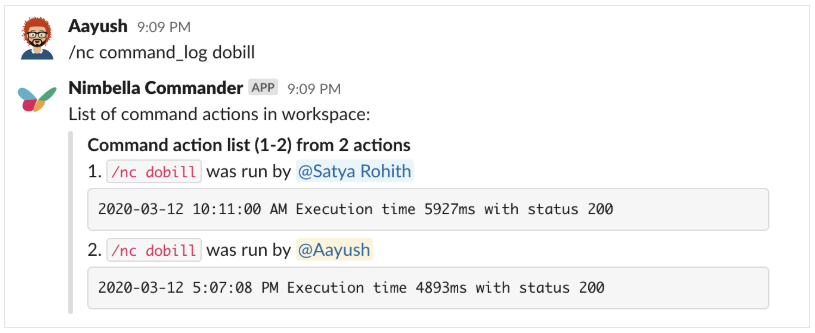 Aayush 9:09 PM
/nc command_log dobill
Nimbella Commander APP 9:09 PM
List of command actions in workspace:
Command action list (1-2) from 2 actions
1. /nc dobill was run by @Satya Rohith
2020-03-12 10:11:00 AM Execution time 5927ms with status 200
2. /nc dobill was run by @Aayush
2020-03-12 5:07:08 PM Execution time 4893ms with status 200